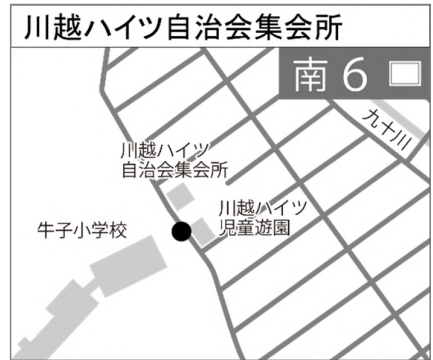 川越ハイツ自治会集会所
南 6
九十川
川越ハイツ
自治会集会所
川越ハイツ
児童遊園
牛子小学校